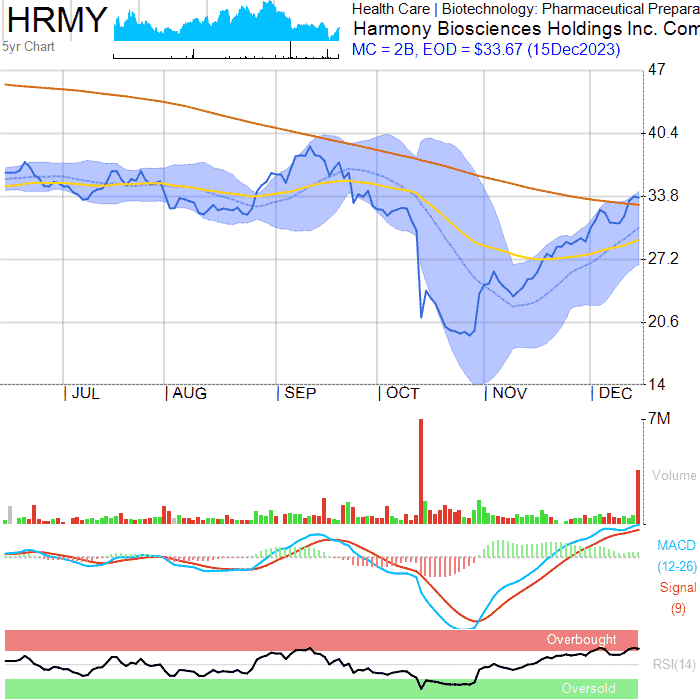 HRMY
5yr Chart
Health Care | Biotechnology: Pharmaceutical Prepara
Harmony Biosciences Holdings Inc. Com
MC = 2B, EOD = $33.67 (15Dec2023)
47
40.4
33.8
27.2
20.6
14
JUL AUG SEP OCT NOV DEC
7M
Volume
MACD
(12-26)
Signal
(9)
Overbought
RSI(14)
Oversold